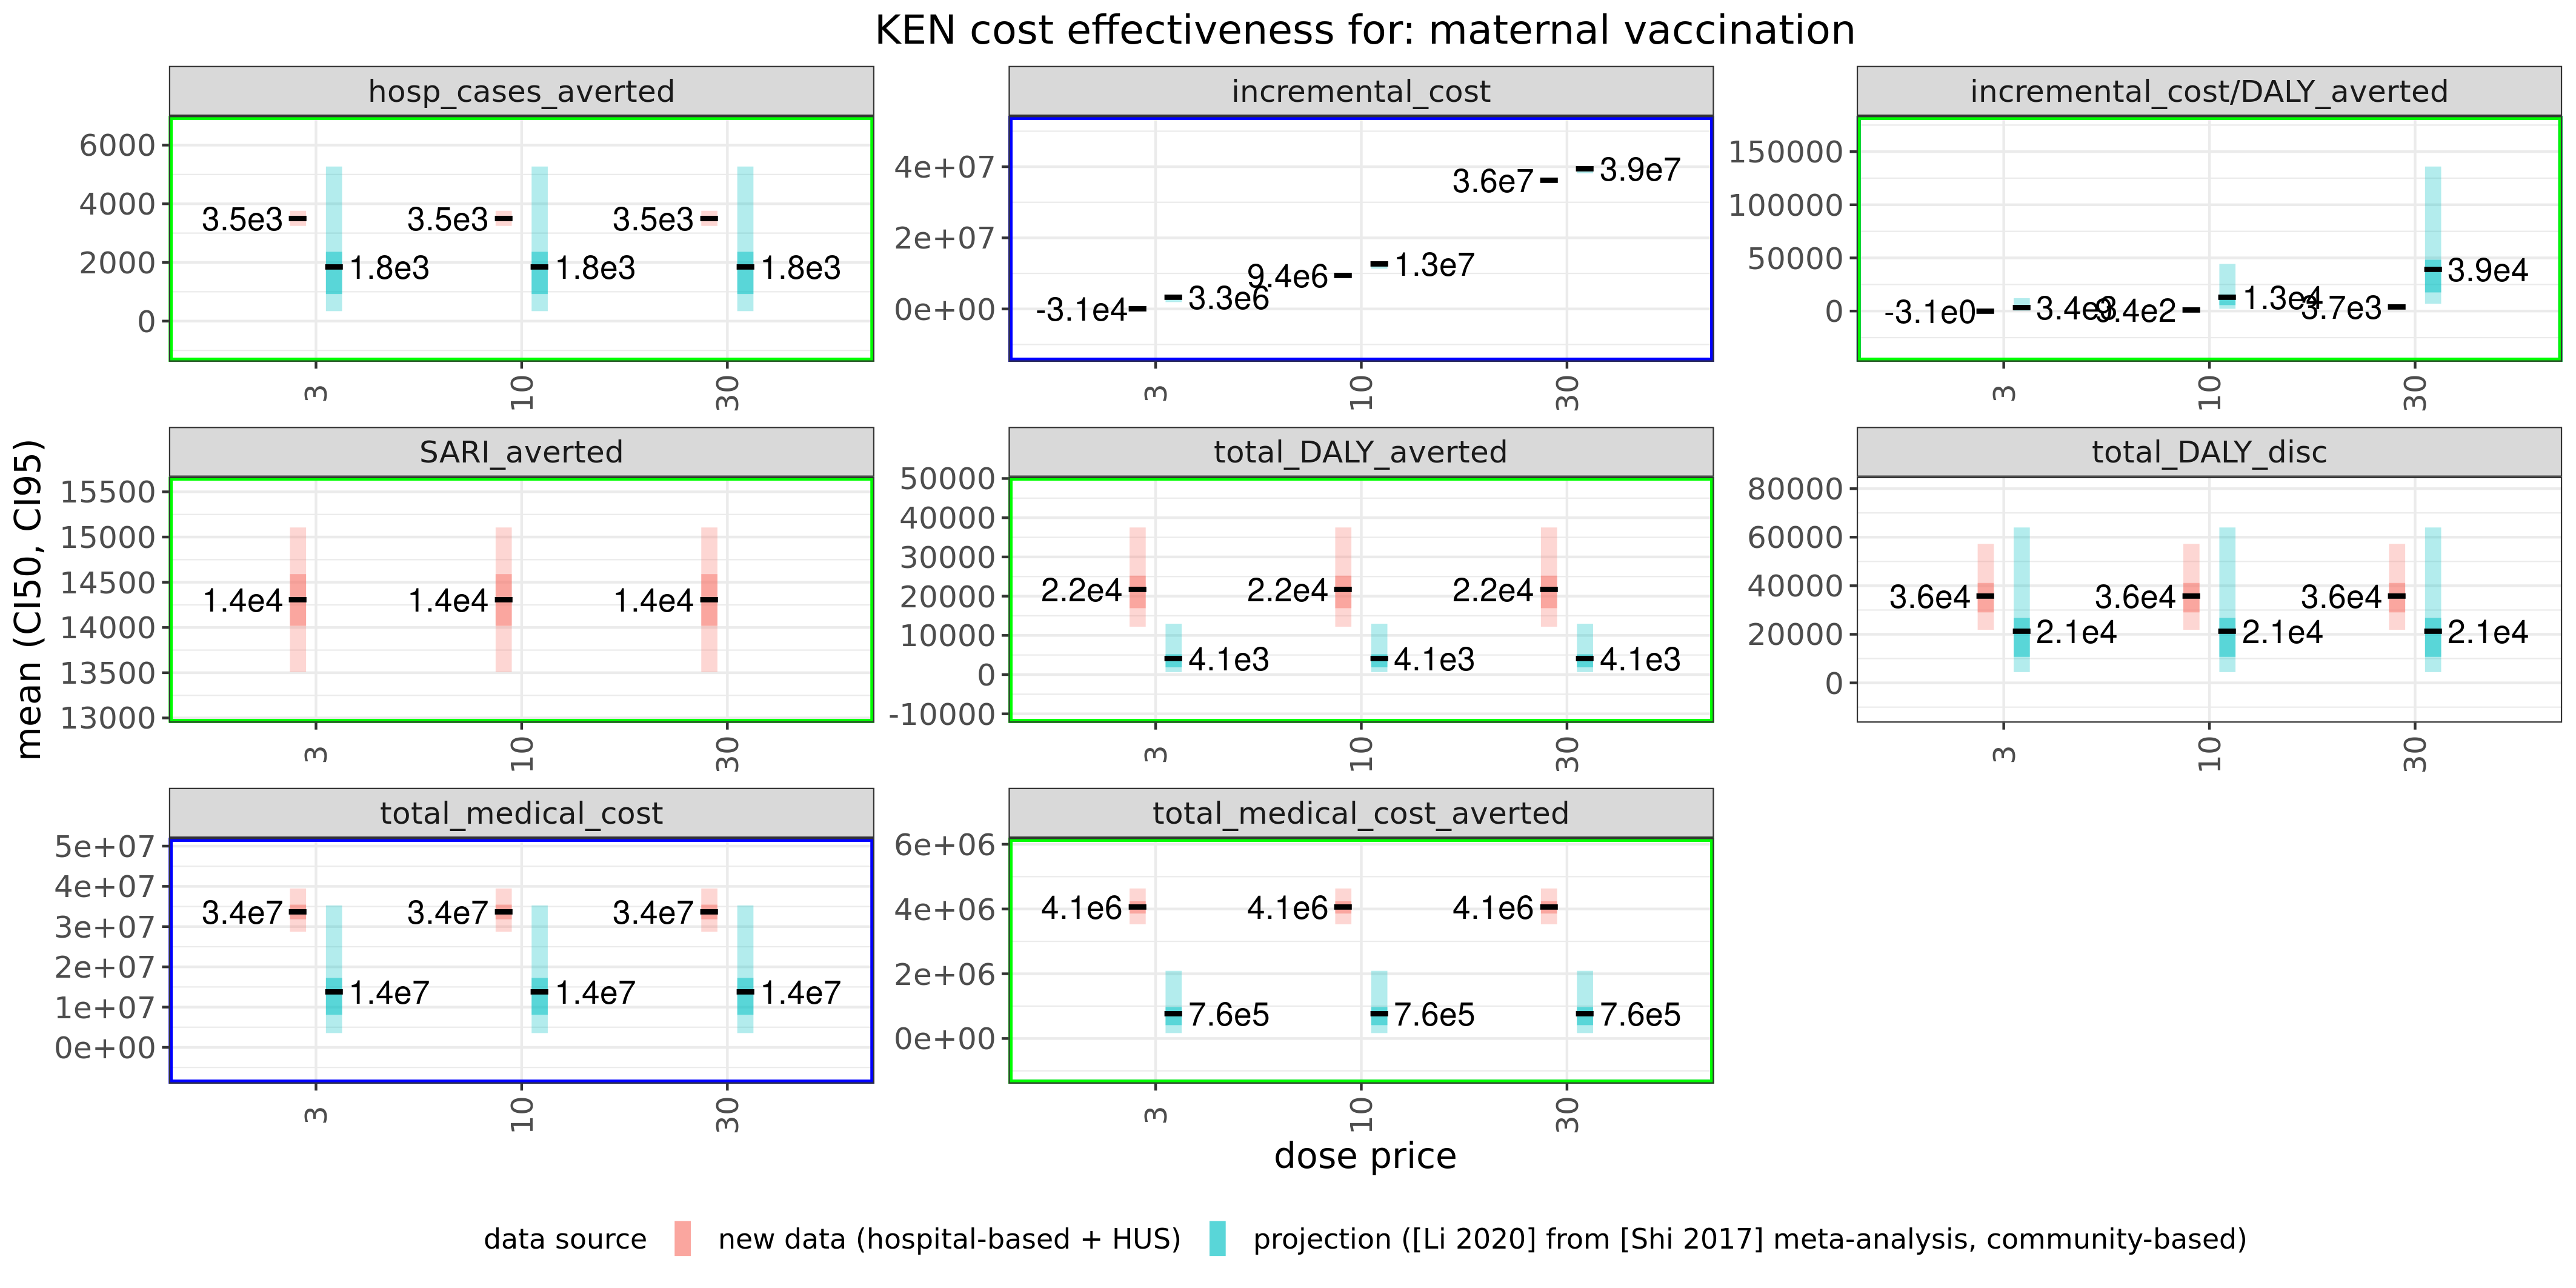 KEN cost effectiveness for: maternal vaccination
hosp_cases_averted
incremental_cost
incremental_cost/DALY_averted
6000
4000
2000
0
3.5e3
1.8e3
3.5e3
1.8e3
3.5e3
1.8e3
3
10
30
4e+07
2e+07
0e+00
-3.1e4
3.3e6
9.4e6
1.3e7
3.6e7
3.9e7
3
10
30
150000
100000
50000
0
-3.1e0
1.3e4
3.9e4
3
10
30
mean (CI50, CI95)
SARI_averted
total_DALY_averted
total_DALY_disc
15500
15000
14500
14000
13500
13000
1.4e4
1.4e4
1.4e4
3
10
30
50000
40000
30000
20000
10000
0
-10000
2.2e4
4.1e3
2.2e4
4.1e3
2.2e4
4.1e3
3
10
30
80000
60000
40000
20000
0
3.6e4
2.1e4
3.6e4
2.1e4
3.6e4
2.1e4
3
10
30
total_medical_cost
total_medical_cost_averted
5e+07
4e+07
3e+07
2e+07
1e+07
0e+00
3.4e7
1.4e7
3.4e7
1.4e7
3.4e7
1.4e7
3
10
30
6e+06
4e+06
2e+06
0e+00
4.1e6
7.6e5
4.1e6
7.6e5
4.1e6
7.6e5
3
10
30
dose price
data source
new data (hospital-based + HUS)
projection ([Li 2020] from [Shi 2017] meta-analysis, community-based)